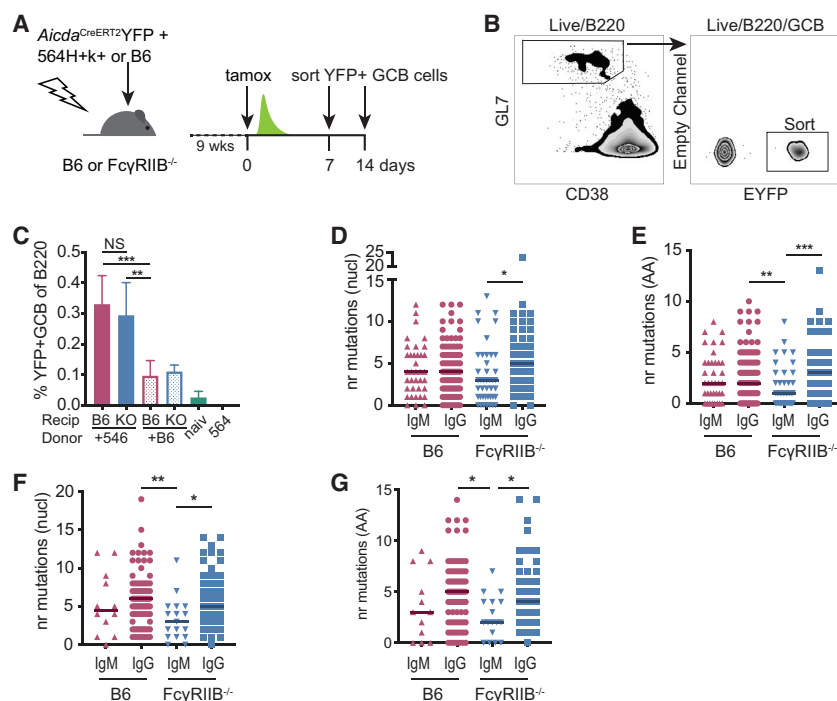 A
AicdaCreERT2YFP +
564H+k+ or B6
B6 or FcγRIIB-/-
tamox
sort YFP+ GCB cells
9 wks
0
7
14 days
B
Live/B220
Live/B220/GCB
GL7
CD38
Empty Channel
Sort
EYFP
C
NS
***
**
% YFP+GCB of B220
0.5
0.4
0.3
0.2
0.1
0.0
Recip B6 KO B6 KO naiv 564
Donor +546 +B6
D
nr mutations (nucl)
25
20
15
10
5
0
*
IgM IgG IgM IgG
B6 FcγRIIB-/-
E
nr mutations (AA)
15
10
5
0
** ***
IgM IgG IgM IgG
B6 FcγRIIB-/-
F
nr mutations (nucl)
20
15
10
5
0
**
*
IgM IgG IgM IgG
B6 FcγRIIB-/-
G
nr mutations (AA)
15
10
5
0
* *
IgM IgG IgM IgG
B6 FcγRIIB-/-